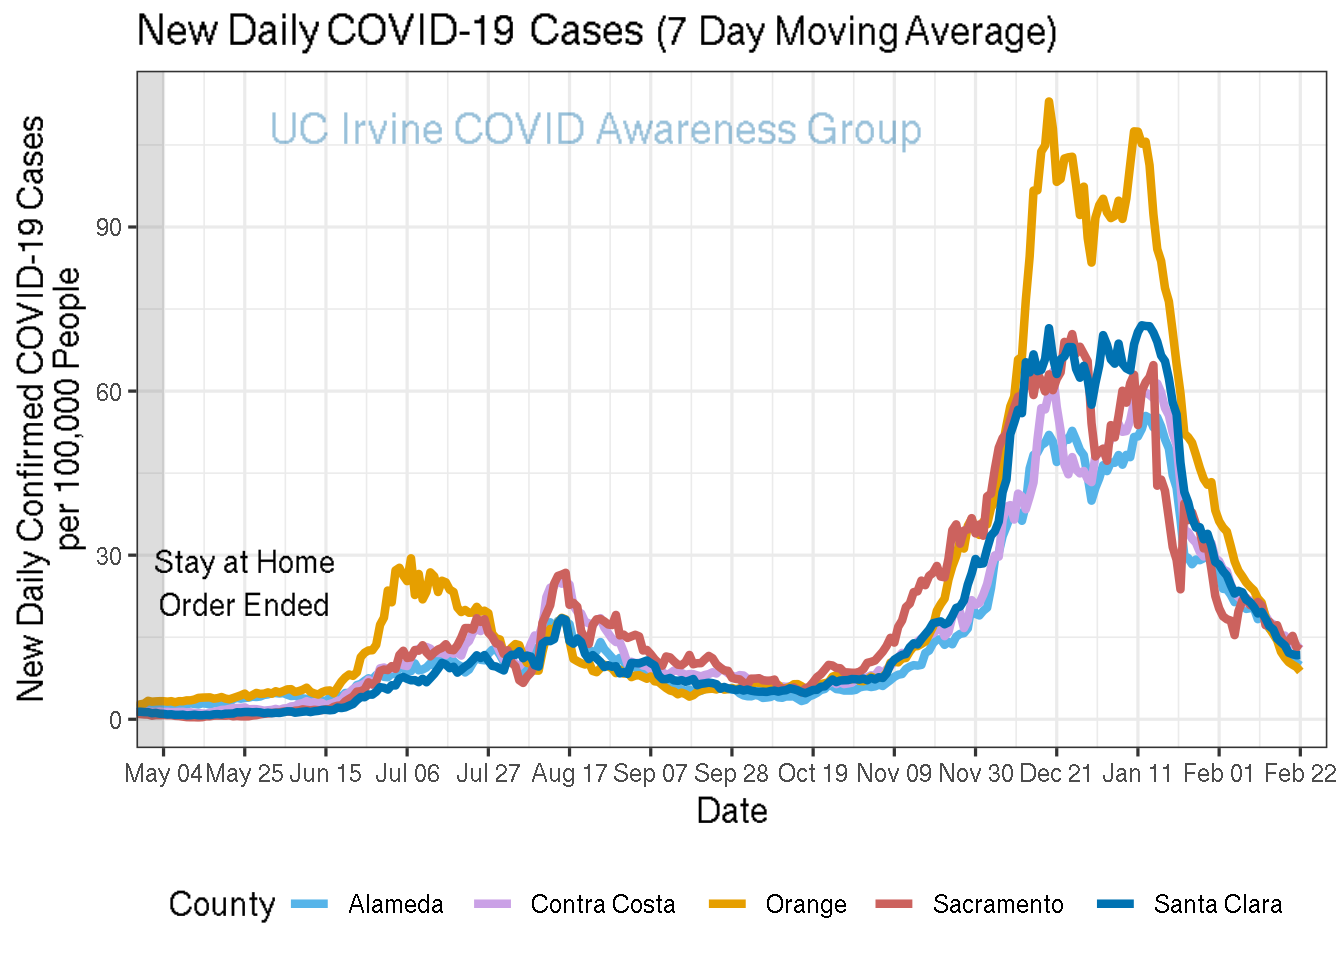 New Daily COVID-19 Cases (7 Day Moving Average)
UC Irvine COVID Awareness Group
New Daily Confirmed COVID-19 Cases
per 100,000 People
90
60
30
0
Stay at Home
Order Ended
May 04 May 25 Jun 15 Jul 06 Jul 27 Aug 17 Sep 07 Sep 28 Oct 19 Nov 09 Nov 30 Dec 21 Jan 11 Feb 01 Feb 22
Date
County Alameda Contra Costa Orange Sacramento Santa Clara